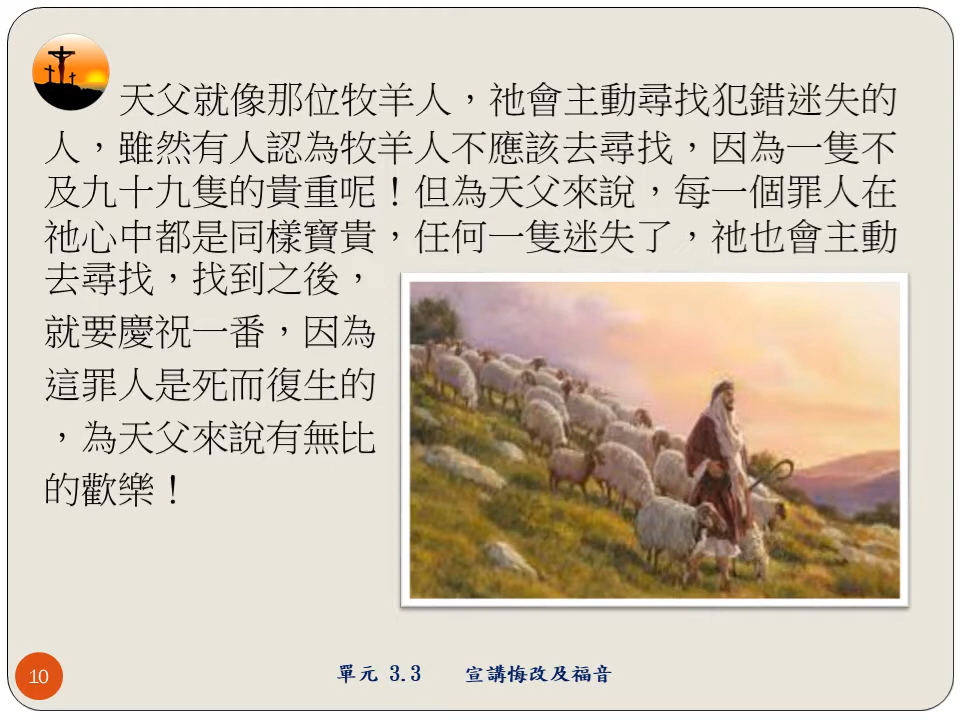 天父就像那位牧羊人，祂會主動尋找犯錯迷失的
人，雖然有人認為牧羊人不應該去尋找，因為一隻不
及九十九隻的貴重呢！但為天父來說，每一個罪人在
祂心中都是同樣寶貴，任何一隻迷失了，祂也會主動
去尋找，找到之後，
就要慶祝一番，因為
這罪人是死而復生的
，為天父來說有無比
的歡樂！
10
單元 3.3 宣講悔改及福音